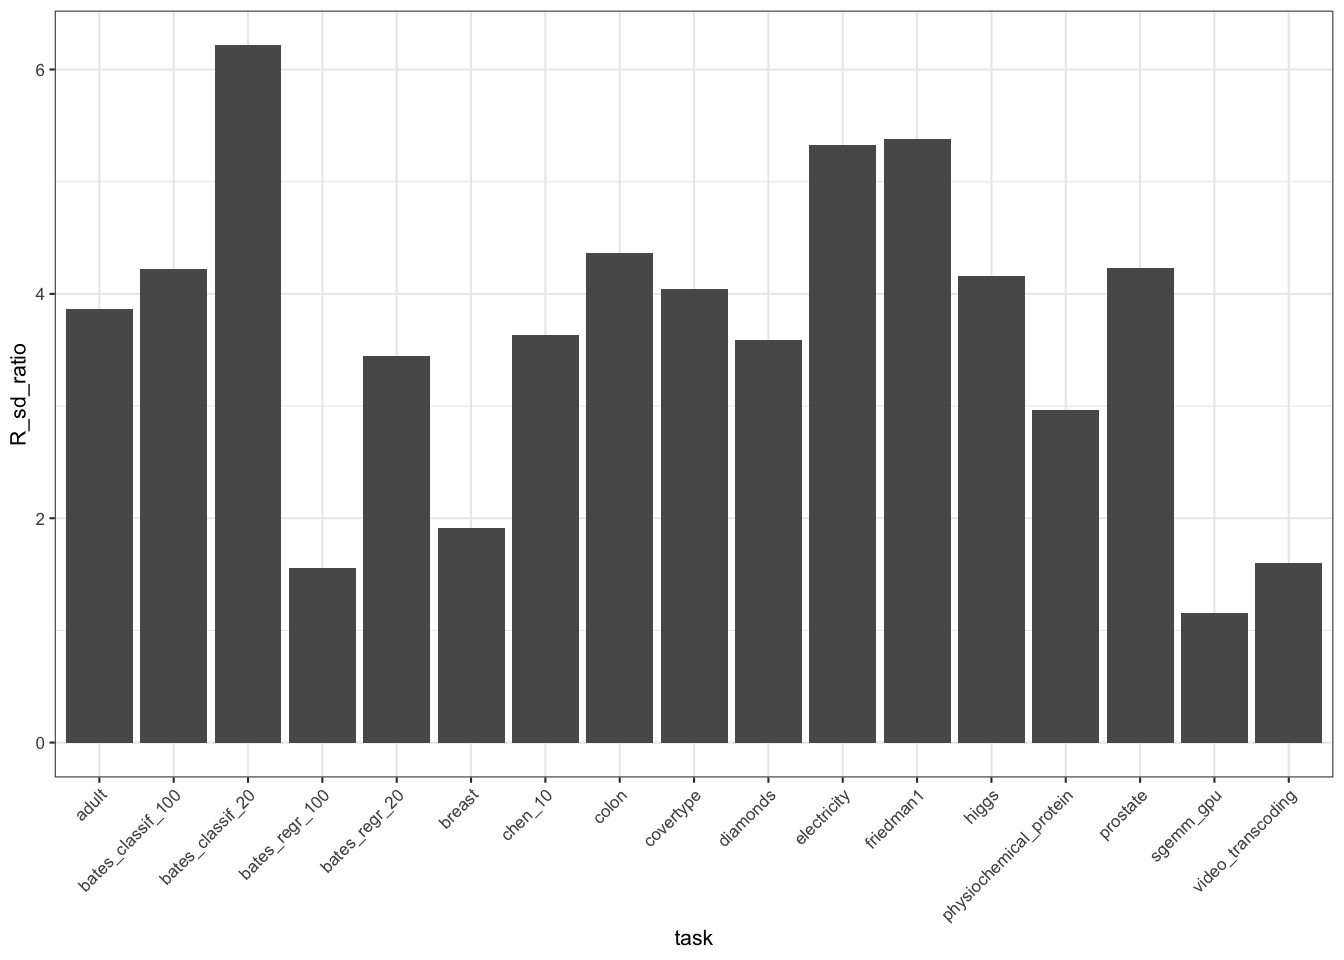 6
4
2
0
R_sd_ratio
adult
bates_classif_100
bates_classif_20
bates_regr_100
bates_regr_20
breast
chen_10
colon
covertype
diamonds
electricity
friedman1
higgs
physiochemical_protein
prostate
sgemm_gpu
video_transcoding
task